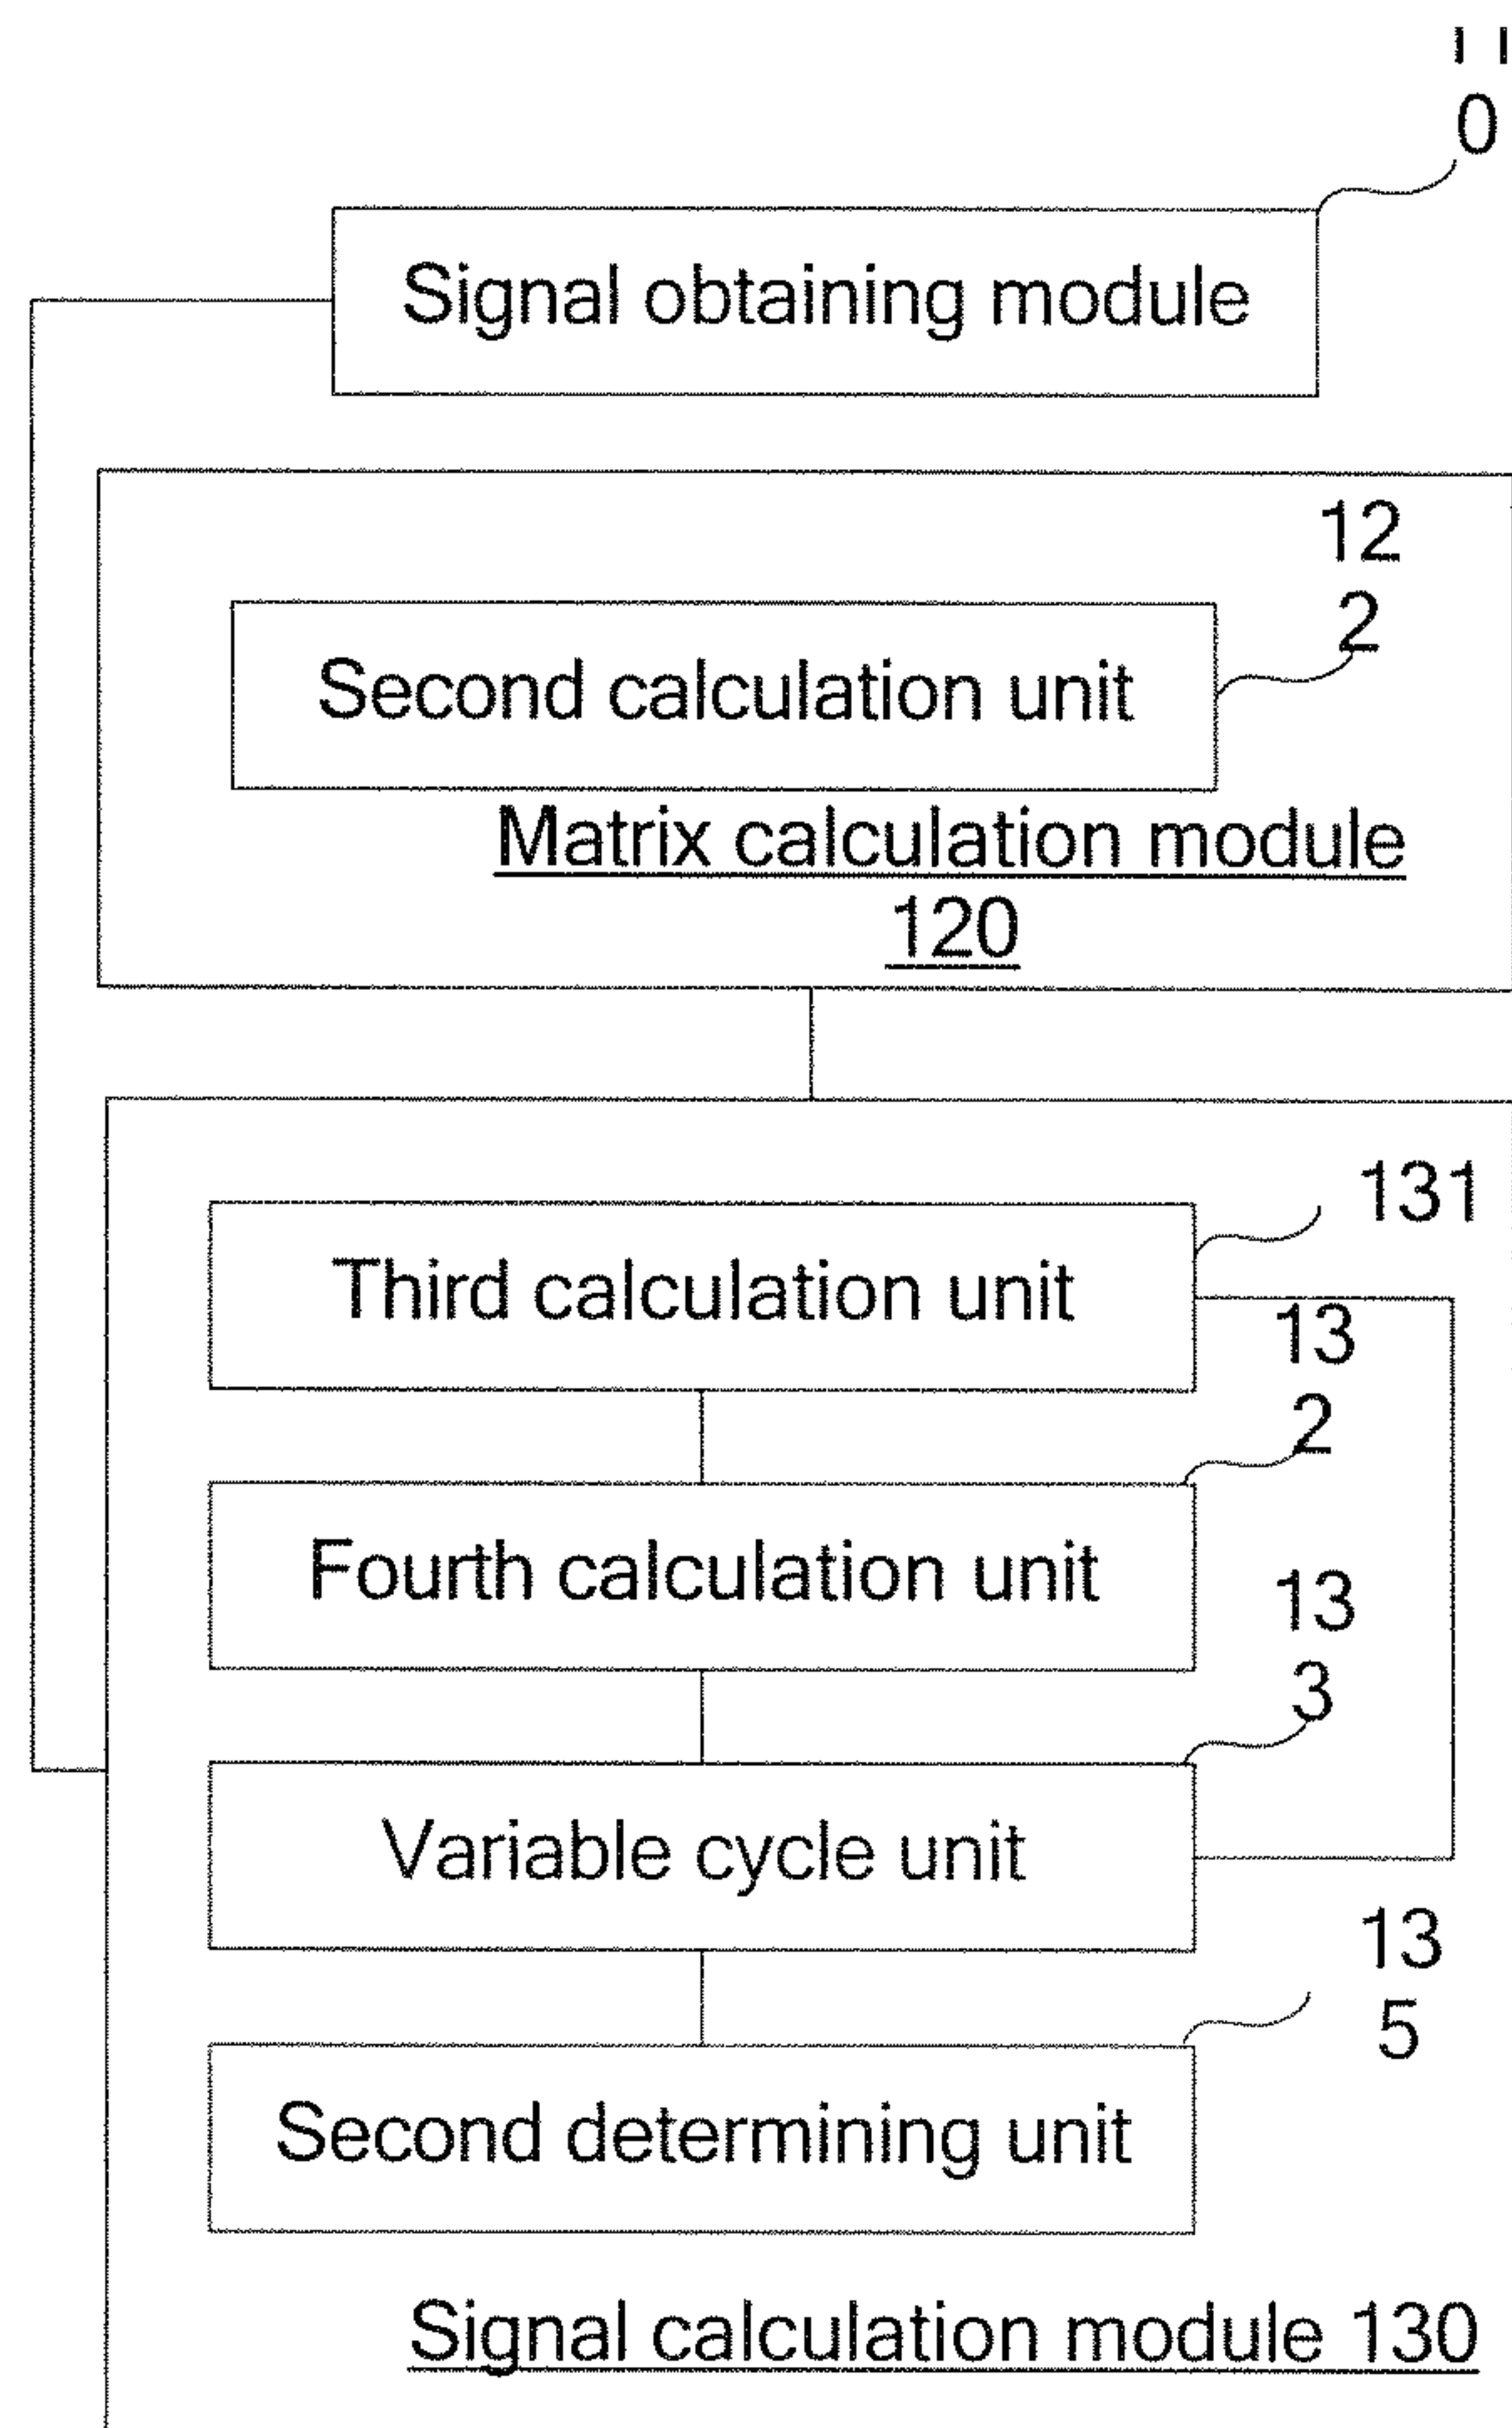 0
Signal obtaining module
12
2
Second calculation unit
Matrix calculation module
120
131
Third calculation unit
13
2
Fourth calculation unit
13
3
Variable cycle unit
13
5
Second determining unit
Signal calculation module 130